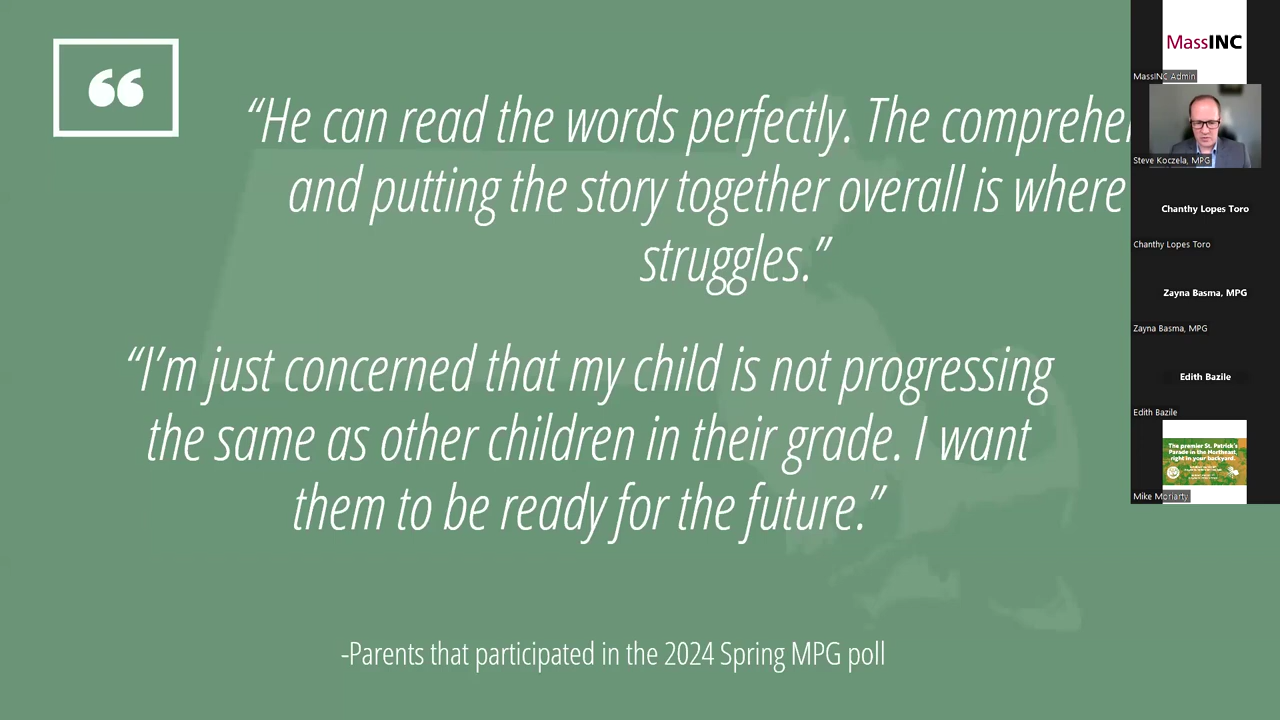 “He can read the words perfectly. The comprehe
and putting the story together overall is where
struggles.”
“I’m just concerned that my child is not progressing
the same as other children in their grade. I want
them to be ready for the future.”
-Parents that participated in the 2024 Spring MPG poll
MassINC
MassINC Admin
Steve Koczela, MPG
Chanthy Lopes Toro
Chanthy Lopes Toro
Zayna Basma, MPG
Zayna Basma, MPG
Edith Bazile
Edith Bazile
The premier St. Patrick's
Parade in the Northeast,
right in your backyard.
Mike Moriarty